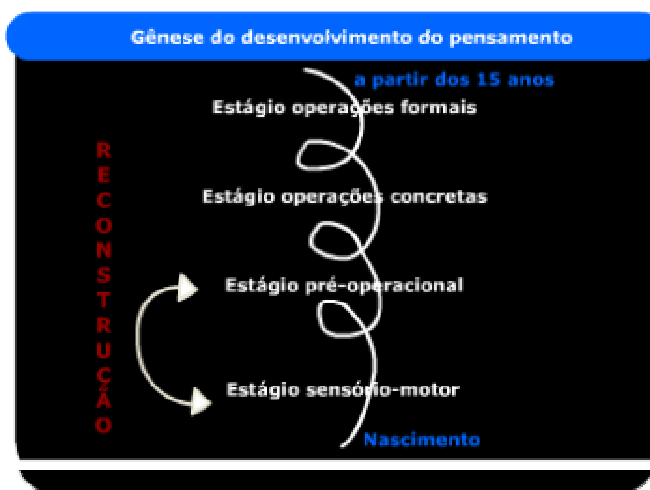 Gênese do desenvolvimento do pensamento
a partir dos 15 anos
Estágio operações formais
RECONSTRUÇÃO
Estágio operações concretas
Estágio pré-operacional
Estágio sensório-motor
Nascimento